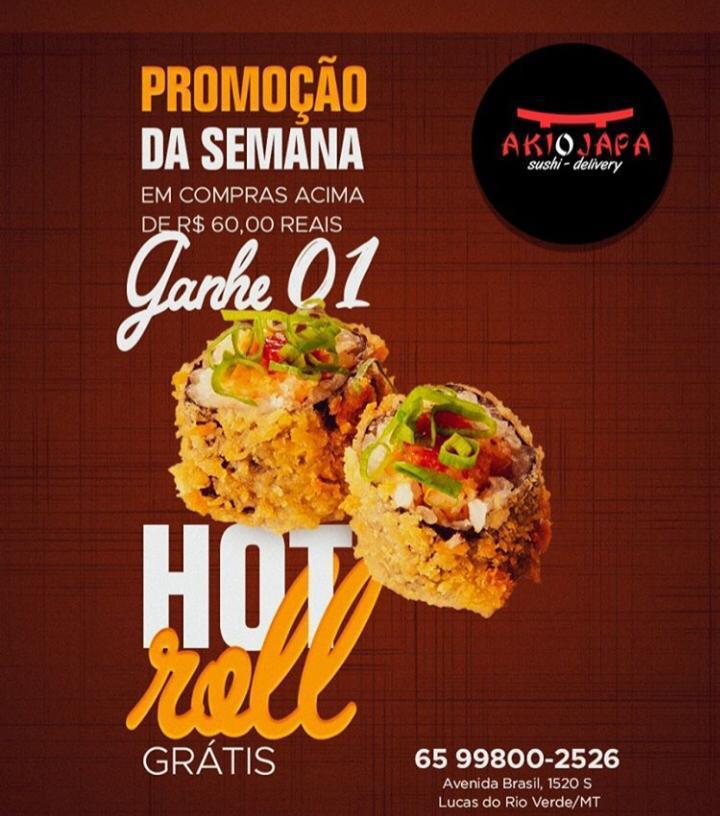 PROMOÇÃO
DA SEMANA
EM COMPRAS ACIMA
DE R$ 60,00 REAIS
Ganhe 01
HOT
roll
GRÁTIS
AKIOJAPA
sushi - delivery
65 99800-2526
Avenida Brasil, 1520 S
Lucas do Rio Verde/MT